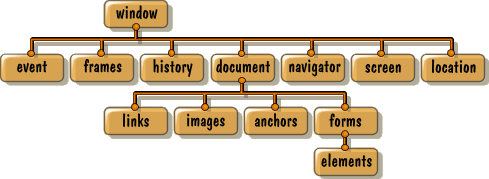 window
event frames history document navigator screen location
links images anchors forms
elements